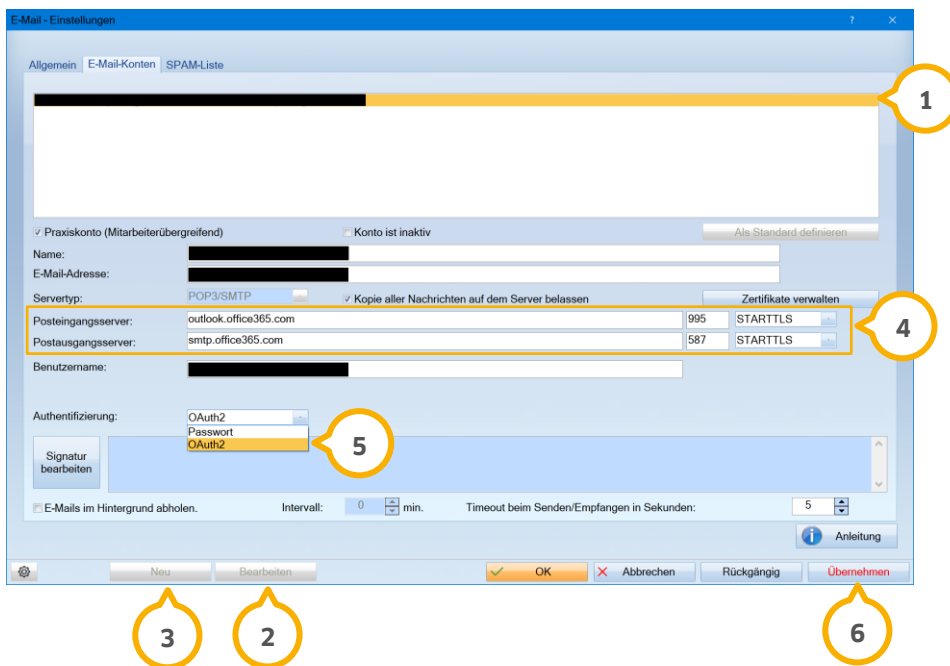 E-Mail - Einstellungen ? ×
Allgemein E-Mail-Konten SPAM-Liste
1
Praxiskonto (Mitarbeiterübergreifend) Konto ist inaktiv Als Standard definieren
Name:
E-Mail-Adresse:
Servertyp: POP3/SMTP Kopie aller Nachrichten auf dem Server belassen Zertifikate verwalten
Posteingangsserver: outlook.office365.com 995 STARTTLS
4
Postausgangsserver: smtp.office365.com 587 STARTTLS
Benutzername:
Authentifizierung: OAuth2
Passwort
OAuth2
5
Signatur
bearbeiten
E-Mails im Hintergrund abholen. Intervall: 0 min. Timeout beim Senden/Empfangen in Sekunden: 5
Anleitung
Neu Bearbeiten OK Abbrechen Rückgängig Übernehmen
3 2 6